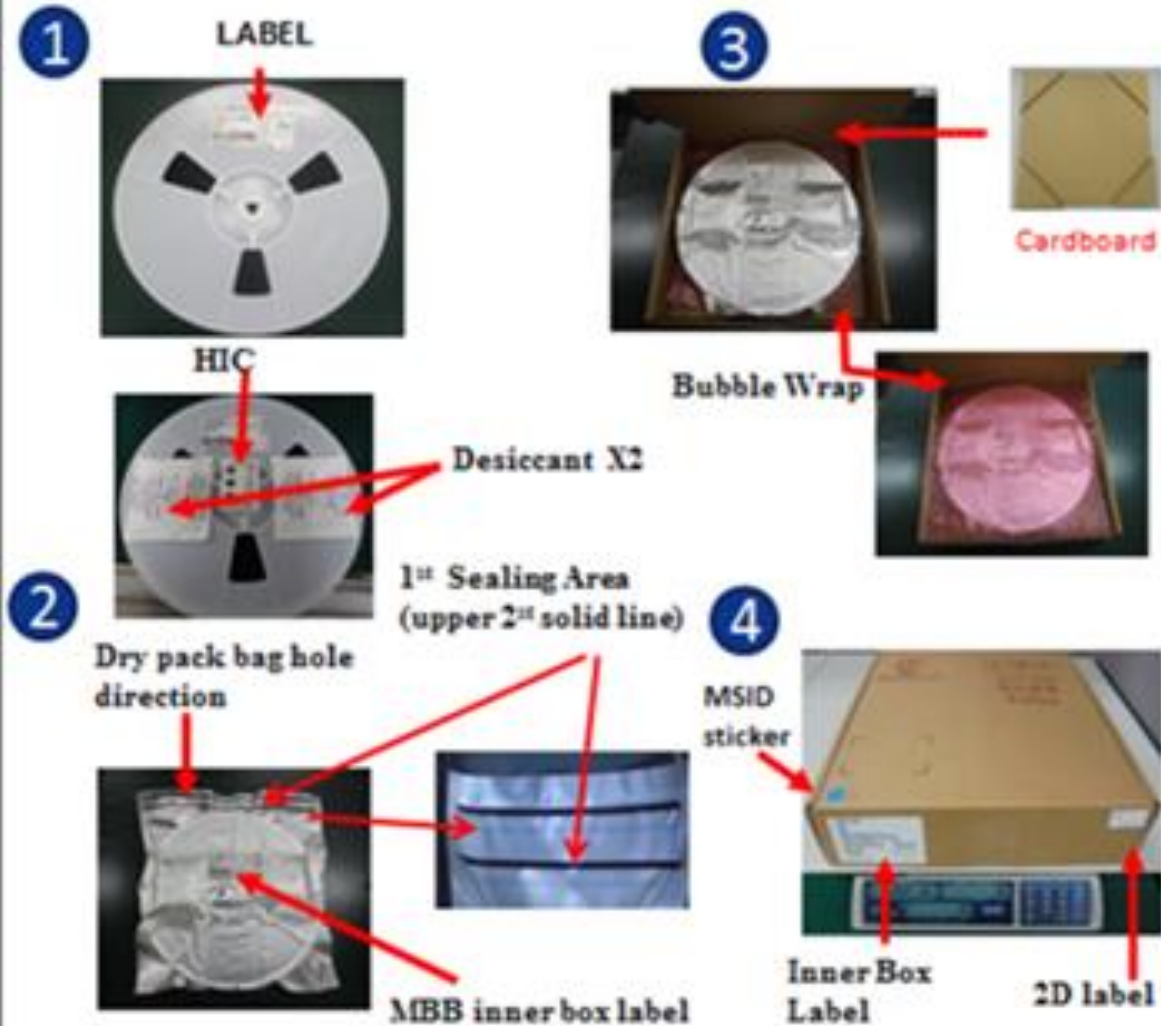 1
LABEL
HIC
Desiccant X2
2
Dry pack bag hole
direction
1st Sealing Area
(upper 2st solid line)
MBB inner box label
3
Cardboard
Bubble Wrap
4
MSID
sticker
Inner Box
Label
2D label